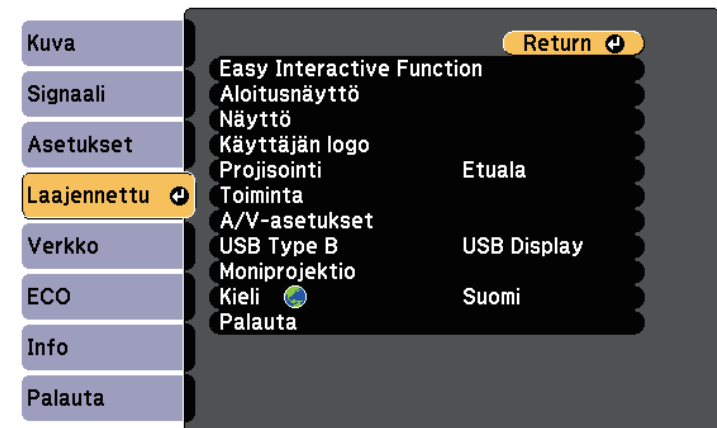 Kuva
Signaali
Asetukset
Laajennettu
Verkko
ECO
Info
Palauta
Return
Easy Interactive Function
Aloitusnäyttö
Näyttö
Käyttäjän logo
Projisointi Etuala
Toiminta
A/V-asetukset
USB Type B USB Display
Moniprojektio
Kieli Suomi
Palauta